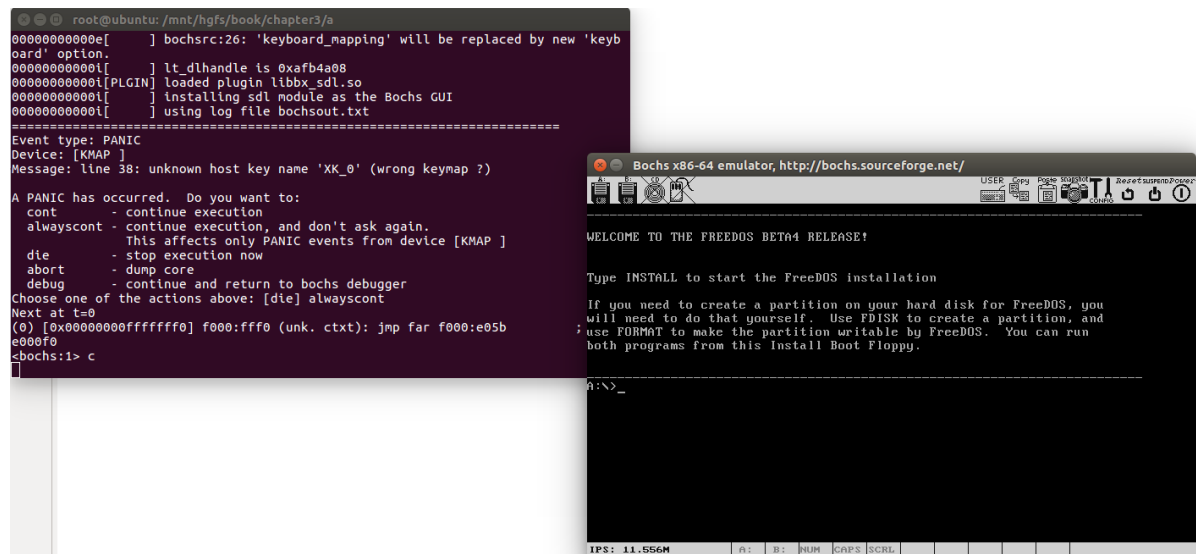 root@ubuntu: /mnt/hgfs/book/chapter3/a
00000000000e[     ] bochsrc:26: 'keyboard_mapping' will be replaced by new 'keyb
oard' option.
00000000000i[     ] lt_dlhandle is 0xafb4a08
00000000000i[PLGIN] loaded plugin libbx_sdl.so
00000000000i[     ] installing sdl module as the Bochs GUI
00000000000i[     ] using log file bochsout.txt
========================================================================
Event type: PANIC
Device: [KMAP ]
Message: line 38: unknown host key name 'XK_0' (wrong keymap ?)
A PANIC has occurred.  Do you want to:
  cont       - continue execution
  alwayscont - continue execution, and don't ask again.
               This affects only PANIC events from device [KMAP ]
  die        - stop execution now
  abort      - dump core
  debug      - continue and return to bochs debugger
Choose one of the actions above: [die] alwayscont
Next at t=0
(0) [0x00000000fffffff0] f000:fff0 (unk. ctxt): jmp far f000:e05b          ;
e000f0
<bochs:1> c
Bochs x86-64 emulator, http://bochs.sourceforge.net/
A: B: CD USER Copy Paste snapshot CONFIG Reset suspend Power
WELCOME TO THE FREEDOS BETA4 RELEASE!
Type INSTALL to start the FreeDOS installation
If you need to create a partition on your hard disk for FreeDOS, you
will need to do that yourself.  Use FDISK to create a partition, and
use FORMAT to make the partition writable by FreeDOS.  You can run
both programs from this Install Boot Floppy.
A:\>_
IPS: 11.556M A: B: NUM CAPS SCRL